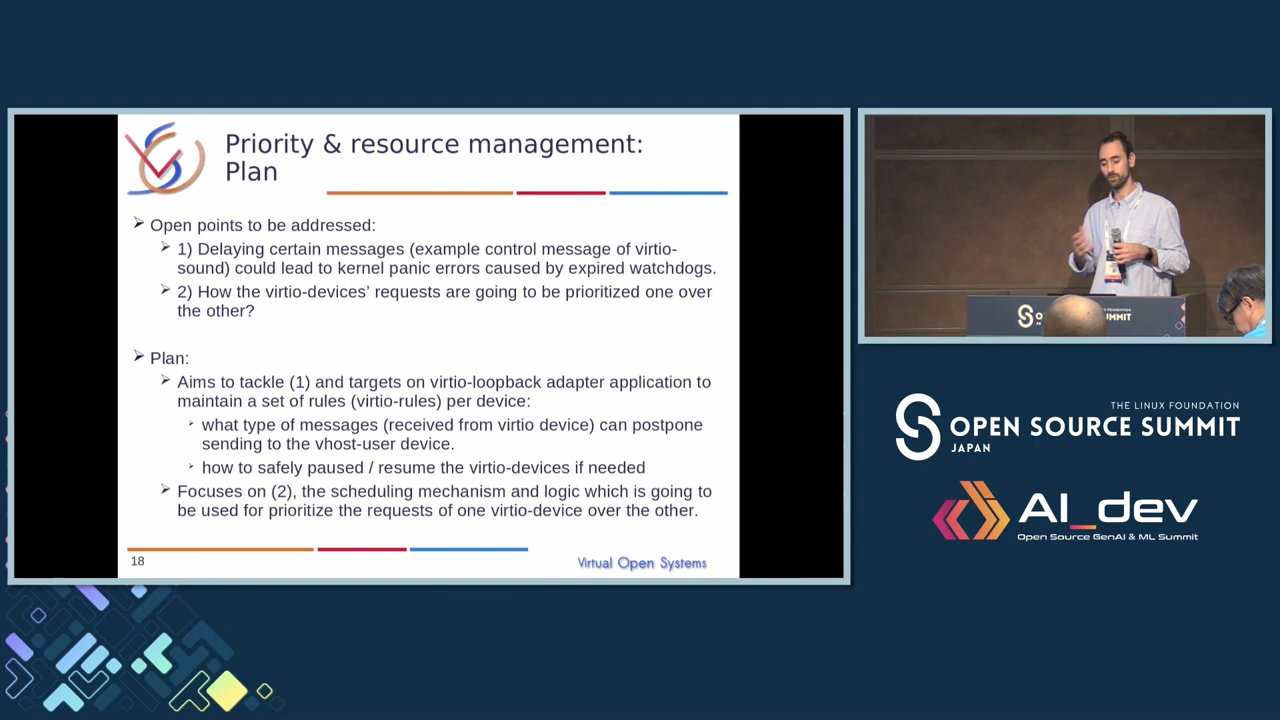 Priority & resource management:
Plan
Open points to be addressed:
1) Delaying certain messages (example control message of virtio-
sound) could lead to kernel panic errors caused by expired watchdogs.
2) How the virtio-devices' requests are going to be prioritized one over
the other?
Plan:
Aims to tackle (1) and targets on virtio-loopback adapter application to
maintain a set of rules (virtio-rules) per device:
what type of messages (received from virtio device) can postpone
sending to the vhost-user device.
how to safely paused / resume the virtio-devices if needed
Focuses on (2), the scheduling mechanism and logic which is going to
be used for prioritize the requests of one virtio-device over the other.
18
Virtual Open Systems
SUMMIT
THE LINUX FOUNDATION
OPEN SOURCE SUMMIT
JAPAN
AI_dev
Open Source GenAI & ML Summit